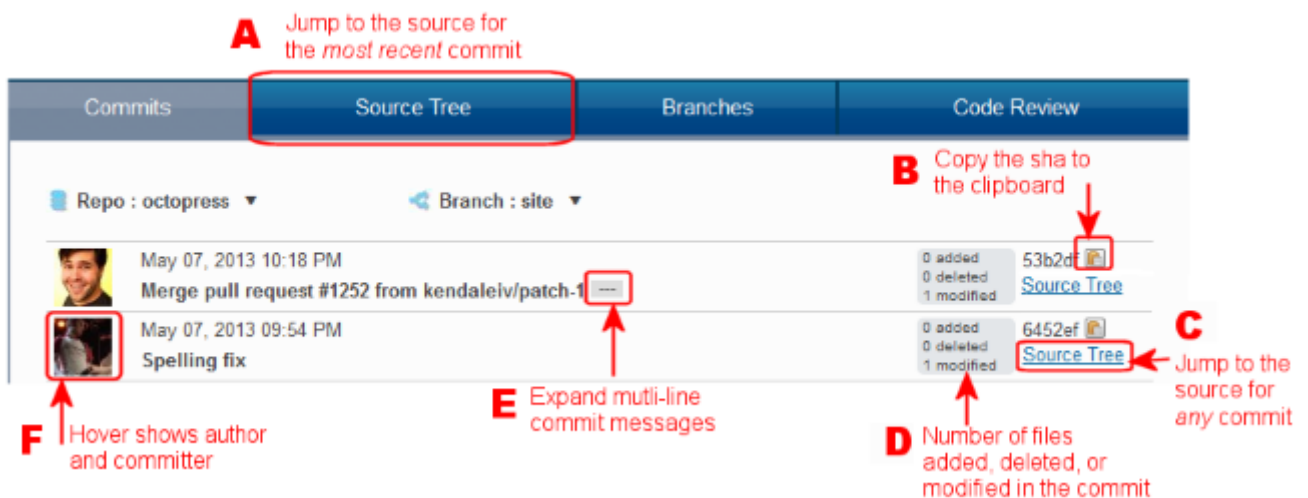 A
Jump to the source for
the most recent commit
Commits
Source Tree
Branches
Code Review
B
Copy the sha to
the clipboard
Repo : octopress
Branch : site
May 07, 2013 10:18 PM
Merge pull request #1252 from kendaleiv/patch-1 ---
0 added
0 deleted
1 modified
53b2df
Source Tree
May 07, 2013 09:54 PM
Spelling fix
0 added
0 deleted
1 modified
6452ef
Source Tree
C
Jump to the
source for
any commit
E
Expand mutli-line
commit messages
F
Hover shows author
and committer
D
Number of files
added, deleted, or
modified in the commit